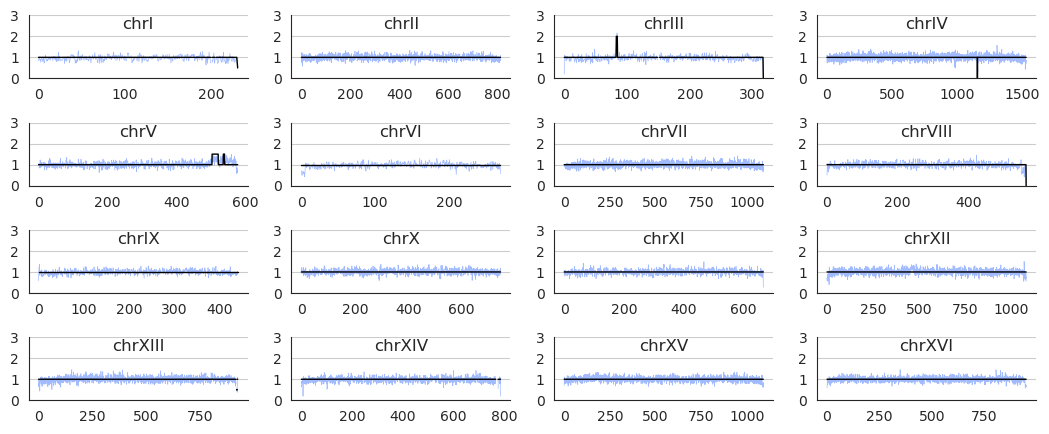 3 chrI 3 chrII 3 chrIII 3 chrIV
2 2 2 2
1 1 1 1
0 0 0 0
0 100 200 0 200 400 600 800 0 100 200 300 0 500 1000 1500
3 chrV 3 chrVI 3 chrVII 3 chrVIII
2 2 2 2
1 1 1 1
0 0 0 0
0 200 400 600 0 100 200 0 250 500 750 1000 0 200 400
3 chrIX 3 chrX 3 chrXI 3 chrXII
2 2 2 2
1 1 1 1
0 0 0 0
0 100 200 300 400 0 200 400 600 0 200 400 600 0 250 500 750 1000
3 chrXIII 3 chrXIV 3 chrXV 3 chrXVI
2 2 2 2
1 1 1 1
0 0 0 0
0 250 500 750 0 200 400 600 800 0 250 500 750 1000 0 250 500 750